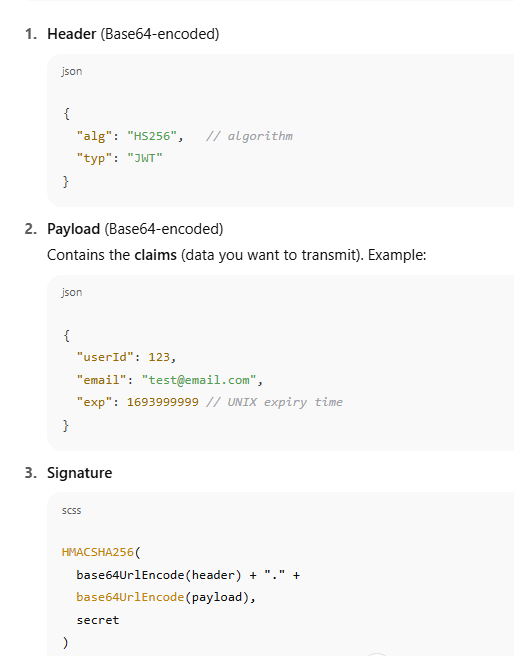 1. Header (Base64-encoded)
json
{
"alg": "HS256", // algorithm
"typ": "JWT"
}
2. Payload (Base64-encoded)
Contains the claims (data you want to transmit). Example:
json
{
"userId": 123,
"email": "test@email.com",
"exp": 1693999999 // UNIX expiry time
}
3. Signature
scss
HMACSHA256(
base64UrlEncode(header) + "." +
base64UrlEncode(payload),
secret
)